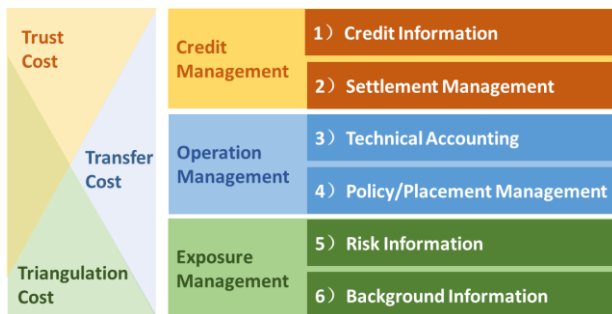 Trust
Cost
Transfer
Cost
Triangulation
Cost
Credit
Management
1）Credit Information
2）Settlement Management
Operation
Management
3）Technical Accounting
4）Policy/Placement Management
Exposure
Management
5）Risk Information
6）Background Information